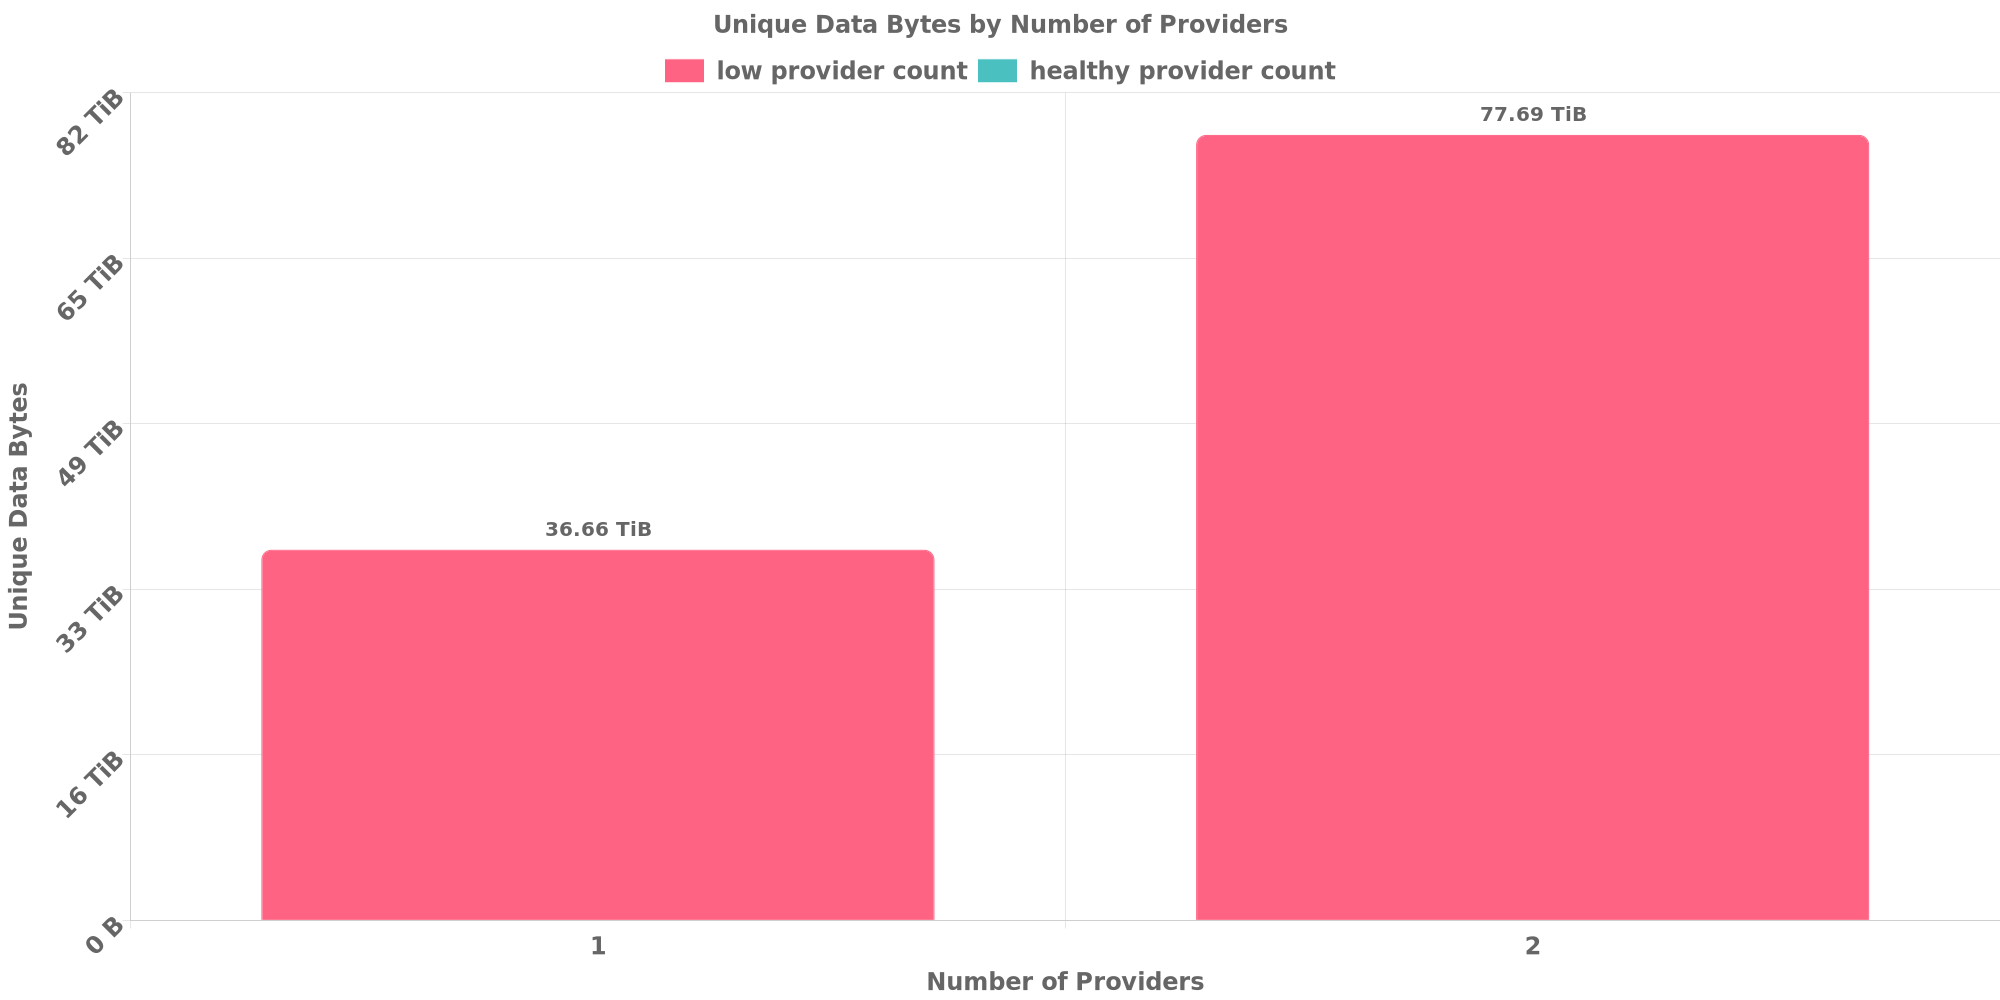 Unique Data Bytes by Number of Providers
low provider count
healthy provider count
82 TiB
65 TiB
49 TiB
33 TiB
16 TiB
0 B
Unique Data Bytes
36.66 TiB
77.69 TiB
1
2
Number of Providers